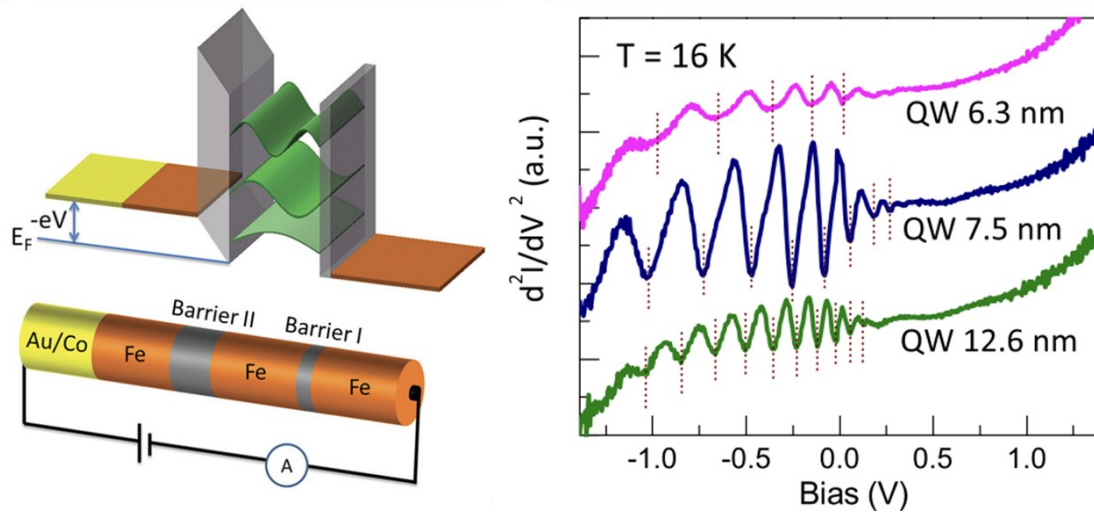 -eV
E_F
Barrier II
Barrier I
Au/Co
Fe
Fe
Fe
A
T = 16 K
QW 6.3 nm
QW 7.5 nm
QW 12.6 nm
d²I/dV² (a.u.)
-1.0 -0.5 0.0 0.5 1.0
Bias (V)